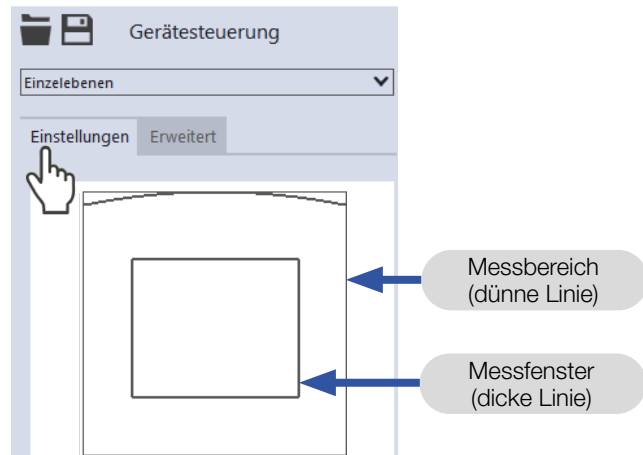 Gerätesteuerung
Einzelebenen
Einstellungen Erweitert
Messbereich
(dünne Linie)
Messfenster
(dicke Linie)